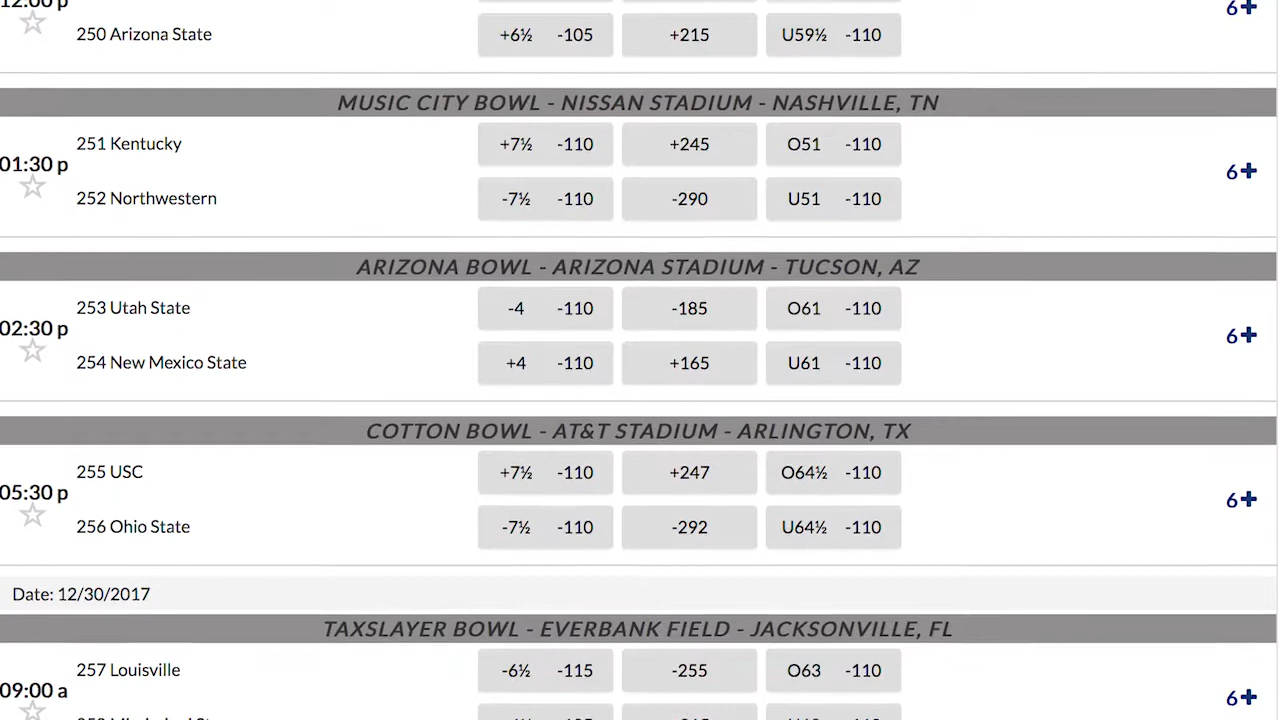 12:00 p
250 Arizona State +6½ -105 +215 U59½ -110
6+
MUSIC CITY BOWL - NISSAN STADIUM - NASHVILLE, TN
251 Kentucky +7½ -110 +245 O51 -110
01:30 p 6+
252 Northwestern -7½ -110 -290 U51 -110
ARIZONA BOWL - ARIZONA STADIUM - TUCSON, AZ
253 Utah State -4 -110 -185 O61 -110
02:30 p 6+
254 New Mexico State +4 -110 +165 U61 -110
COTTON BOWL - AT&T STADIUM - ARLINGTON, TX
255 USC +7½ -110 +247 O64½ -110
05:30 p 6+
256 Ohio State -7½ -110 -292 U64½ -110
Date: 12/30/2017
TAXSLAYER BOWL - EVERBANK FIELD - JACKSONVILLE, FL
257 Louisville -6½ -115 -255 O63 -110
09:00 a 6+